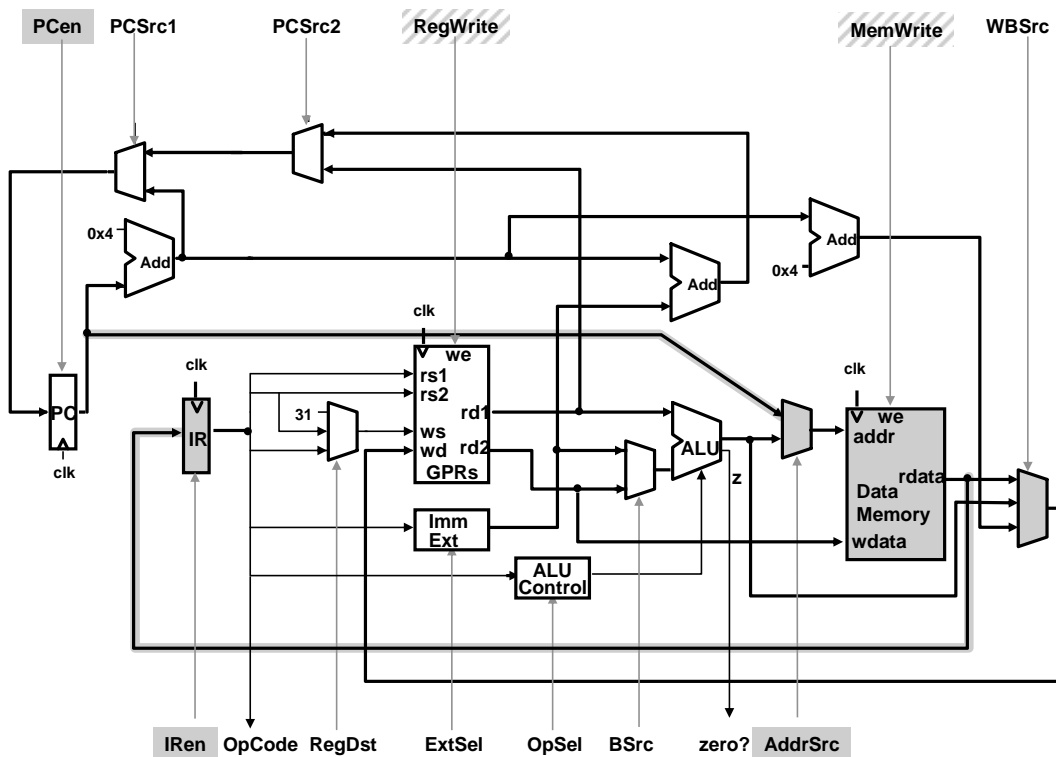 PCen PCSrc1 PCSrc2 RegWrite MemWrite WBSrc
0x4
Add
Add
0x4
Add
clk
we
rs1
rs2
rd1
ws
wd
rd2
GPRs
clk
PC
clk
IR
clk
31
ALU
z
clk
we
addr
rdata
Data
Memory
wdata
Imm
Ext
ALU
Control
IRen OpCode RegDst ExtSel OpSel BSrc zero? AddrSrc